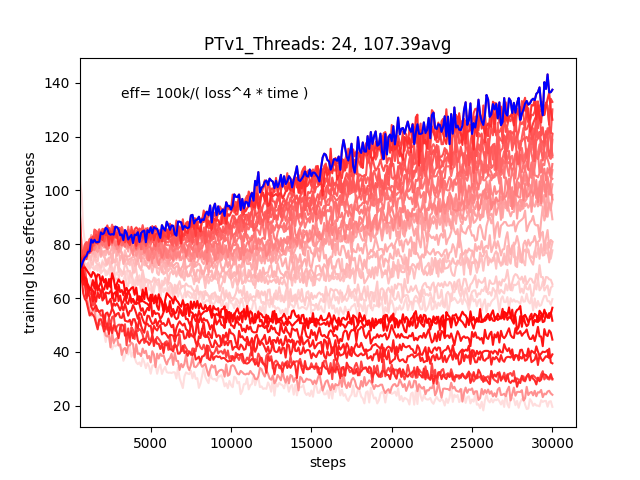 PTv1_Threads: 24, 107.39avg
eff= 100k/( loss^4 * time )
training loss effectiveness
140
120
100
80
60
40
20
5000 10000 15000 20000 25000 30000
steps